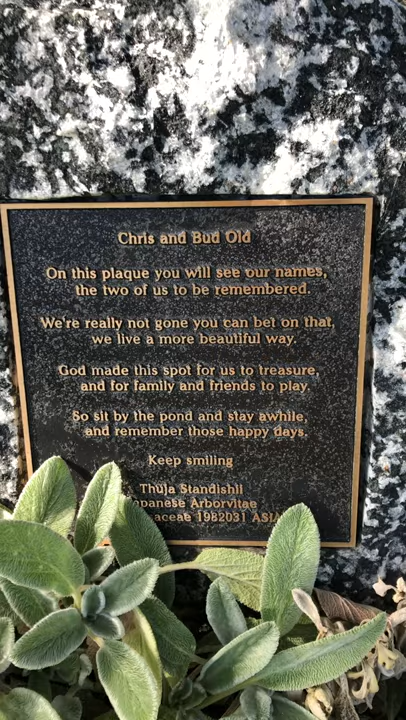 Chris and Bud Old
On this plaque you will see our names,
the two of us to be remembered.
We're really not gone you can bet on that,
we live a more beautiful way.
God made this spot for us to treasure,
and for family and friends to play.
So sit by the pond and stay awhile,
and remember those happy days.
Keep smiling
Thuja Standishii
Arborvitae
1982031